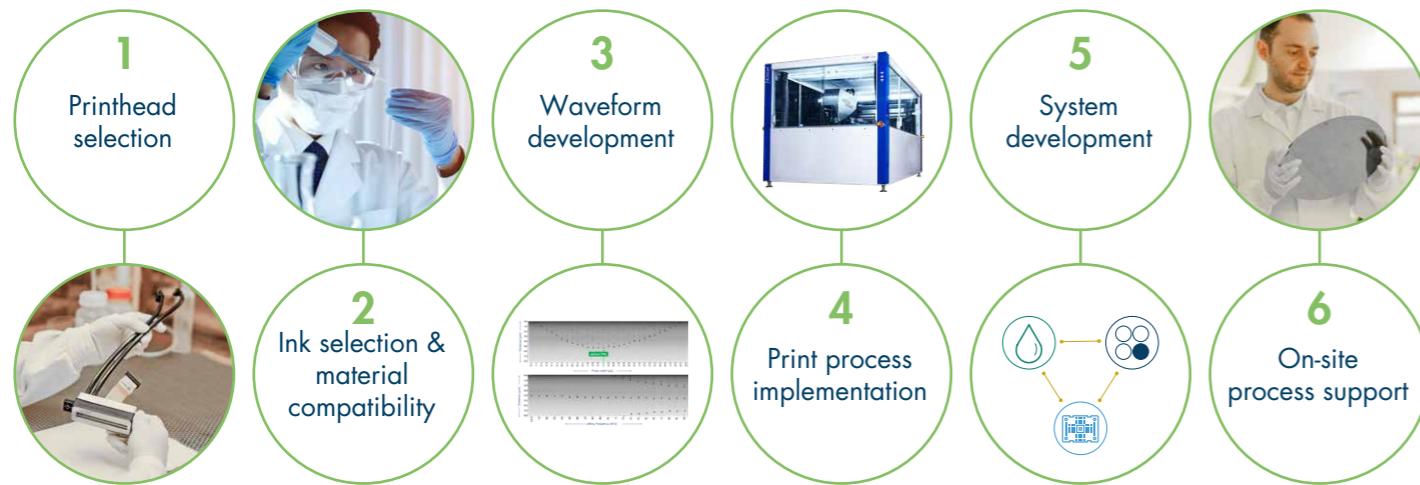 1
Printhead
selection
2
Ink selection &
material
compatibility
3
Waveform
development
4
Print process
implementation
5
System
development
6
On-site
process support